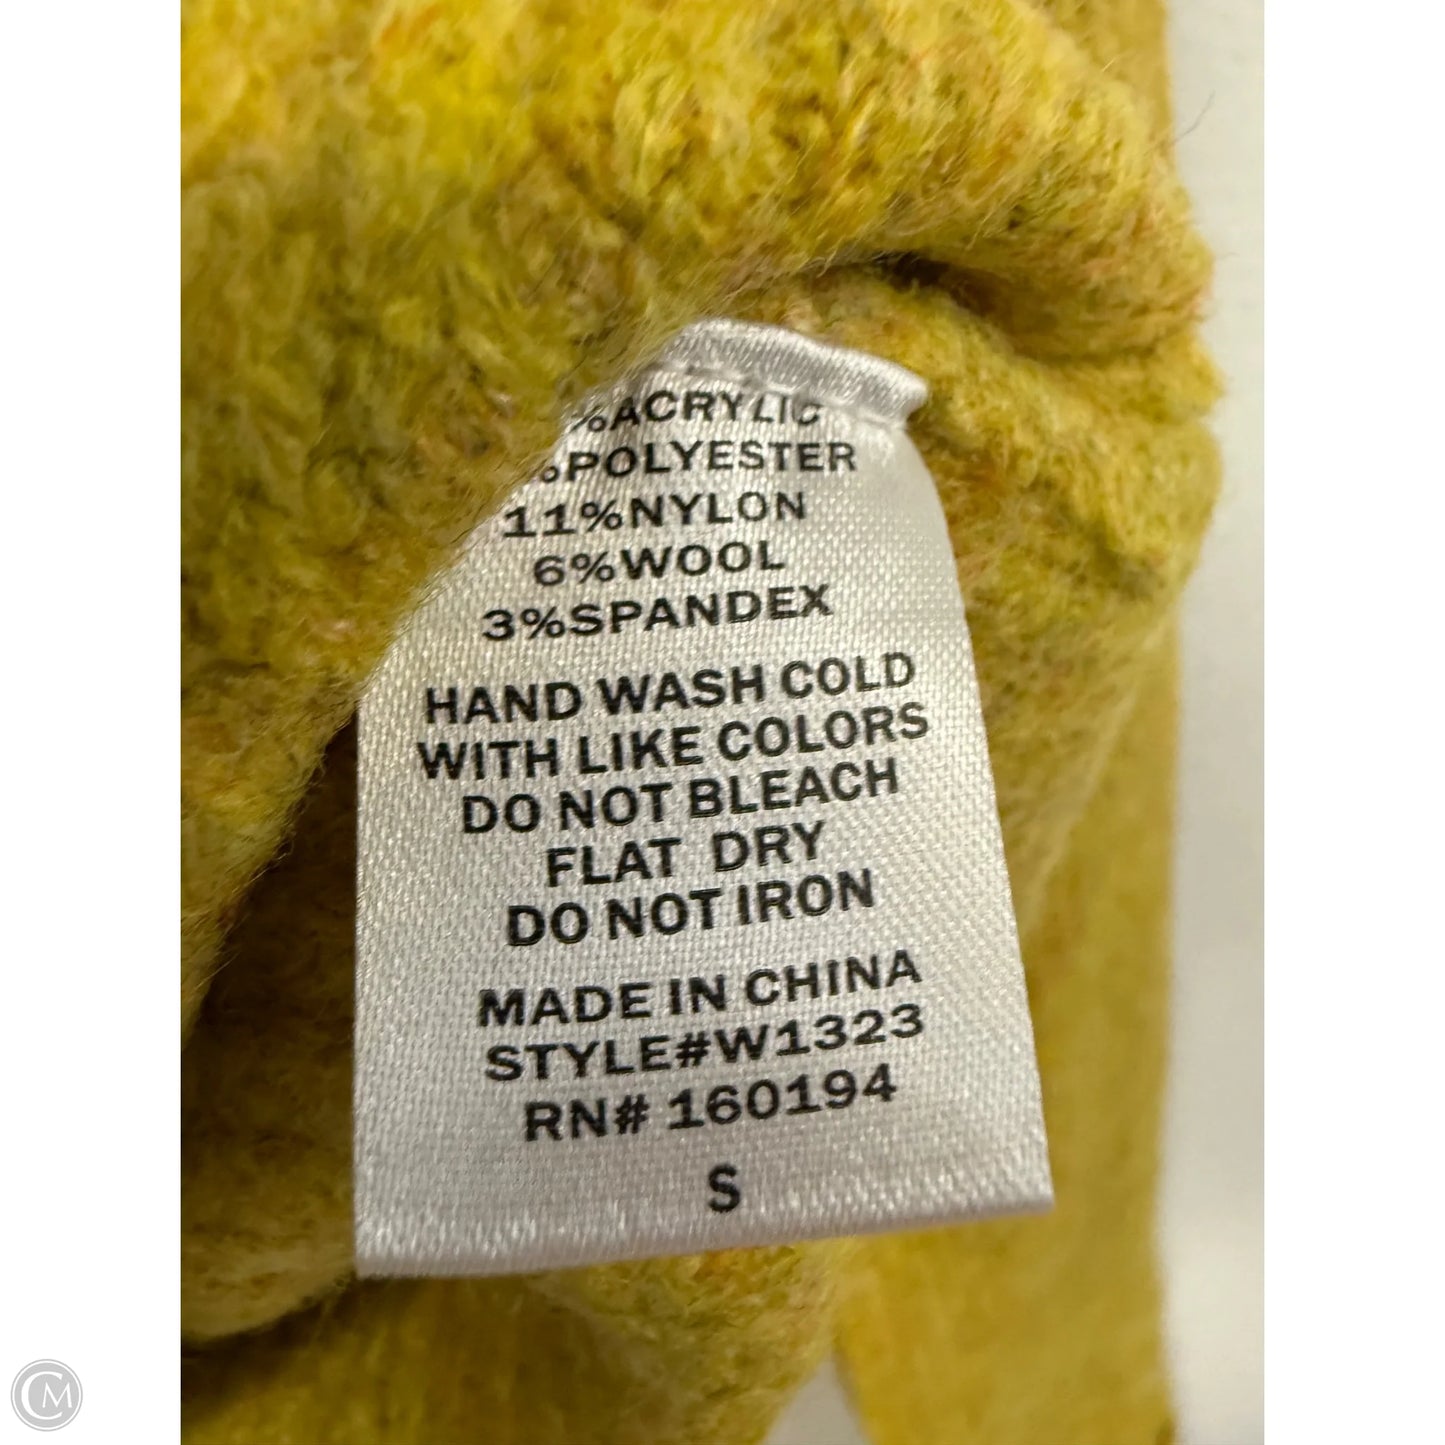 %ACRYLIC
%POLYESTER
11%NYLON
6%WOOL
3%SPANDEX
HAND WASH COLD
WITH LIKE COLORS
DO NOT BLEACH
FLAT DRY
DO NOT IRON
MADE IN CHINA
STYLE#W1323
RN# 160194
S
CM